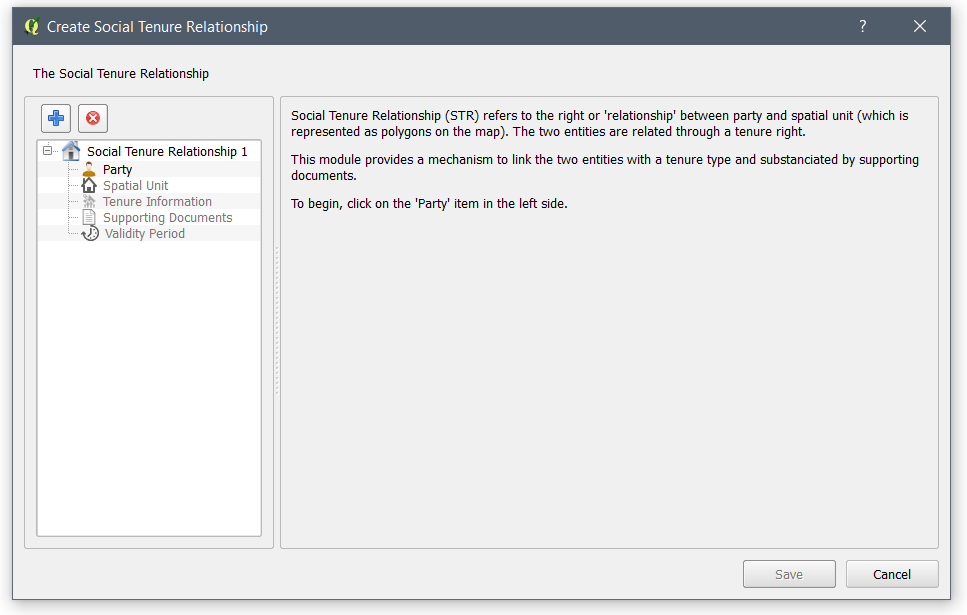 Create Social Tenure Relationship
?
The Social Tenure Relationship
Social Tenure Relationship 1
Party
Spatial Unit
Tenure Information
Supporting Documents
Validity Period
Social Tenure Relationship (STR) refers to the right or 'relationship' between party and spatial unit (which is
represented as polygons on the map). The two entities are related through a tenure right.
This module provides a mechanism to link the two entities with a tenure type and substanciated by supporting
documents.
To begin, click on the 'Party' item in the left side.
Save
Cancel